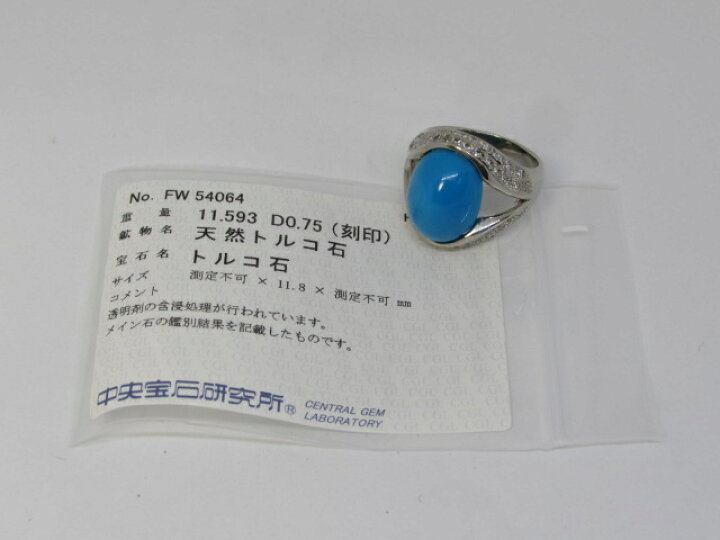 No. FW 54064
重量 11.593 D0.75 (刻印)
鉱物名 天然トルコ石
宝石名 トルコ石
サイズ 測定不可 × 11.8 × 測定不可 mm
コメント
透明剤の含浸処理が行われています。
メイン石の鑑別結果を記載したものです。
中央宝石研究所® CENTRAL GEM
LABORATORY